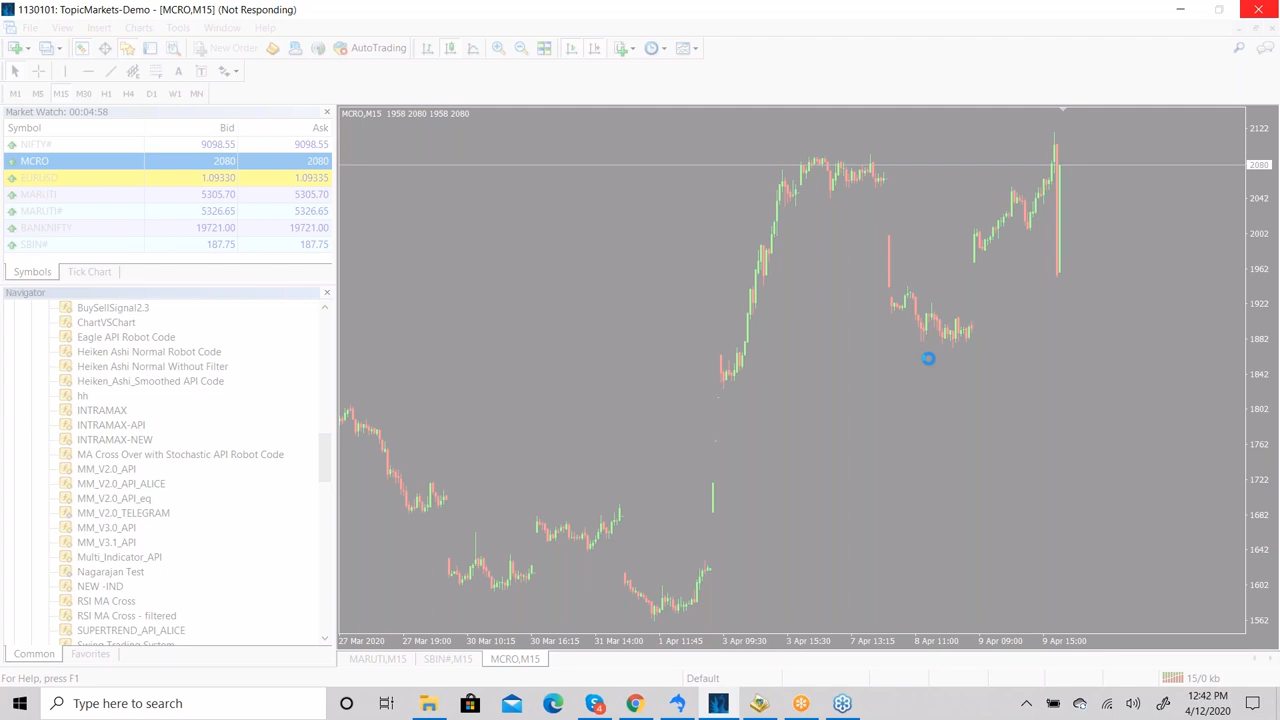 1130101: TopicMarkets-Demo - [MCRO,M15] (Not Responding)
File View Insert Charts Tools Window Help
New Order AutoTrading
A T
M1 M5 M15 M30 H1 H4 D1 W1 MN
Market Watch: 00:04:58
Symbol Bid Ask
NIFTY# 9098.55 9098.55
MCRO 2080 2080
EURUSD 1.09330 1.09335
MARUTI 5305.70 5305.70
MARUTI# 5326.65 5326.65
BANKNIFTY 19721.00 19721.00
SBIN# 187.75 187.75
Symbols Tick Chart
Navigator
BuySellSignal2.3
ChartVSChart
Eagle API Robot Code
Heiken Ashi Normal Robot Code
Heiken Ashi Normal Without Filter
Heiken_Ashi_Smoothed API Code
hh
INTRAMAX
INTRAMAX-API
INTRAMAX-NEW
MA Cross Over with Stochastic API Robot Code
MM_V2.0_API
MM_V2.0_API_ALICE
MM_V2.0_API_eq
MM_V2.0_TELEGRAM
MM_V3.0_API
MM_V3.1_API
Multi_Indicator_API
Nagarajan Test
NEW -IND
RSI MA Cross
RSI MA Cross - filtered
SUPERTREND_API_ALICE
Swing Trading System
Common Favorites
MCRO,M15 1958 2080 1958 2080
2122
2080
2042
2002
1962
1922
1882
1842
1802
1762
1722
1682
1642
1602
1562
27 Mar 2020 27 Mar 19:00 30 Mar 10:15 30 Mar 16:15 31 Mar 14:00 1 Apr 11:45 3 Apr 09:30 3 Apr 15:30 7 Apr 13:15 8 Apr 11:00 9 Apr 09:00 9 Apr 15:00
MARUTI,M15 SBIN#,M15 MCRO,M15
For Help, press F1 Default 15/0 kb
Type here to search
4
12:42 PM
4/12/2020